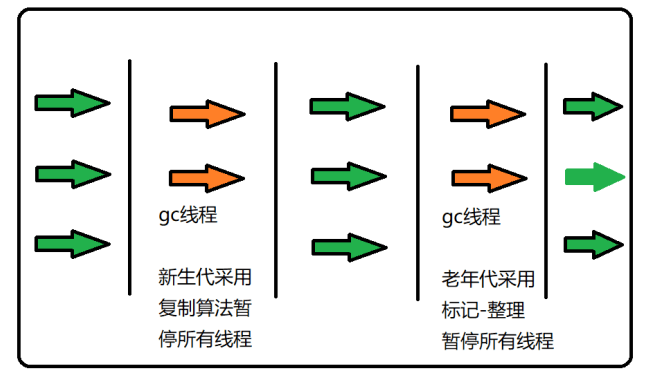 gc线程
新生代采用
复制算法暂
停所有线程
gc线程
老年代采用
标记-整理
暂停所有线程